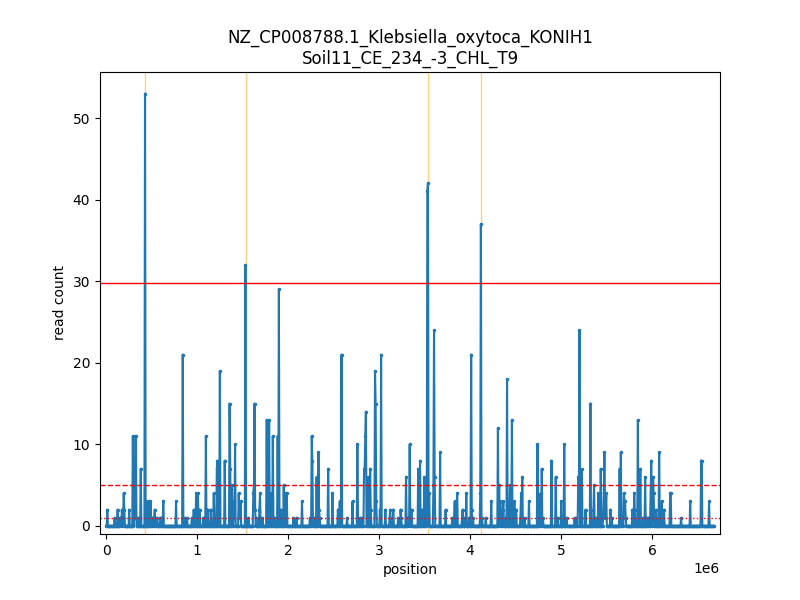 NZ_CP008788.1_Klebsiella_oxytoca_KONIH1
Soil11_CE_234_-3_CHL_T9
50
40
30
20
10
0
read count
0 1 2 3 4 5 6
1e6
position